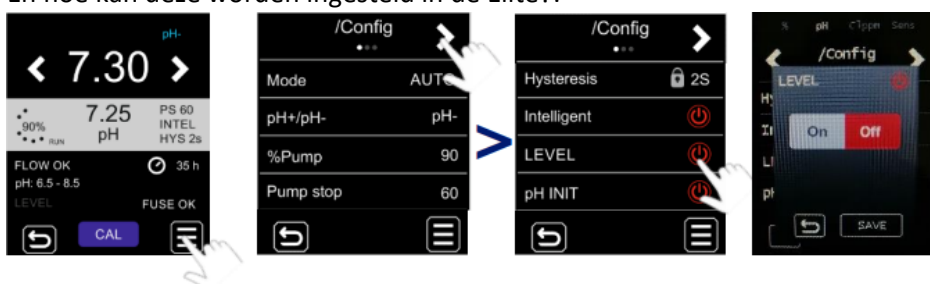 En hoe kan deze worden ingesteld in de Elite??
pH-
7.30
90%
RUN
7.25
pH
PS 60
INTEL
HYS 2s
FLOW OK
35 h
pH: 6.5 - 8.5
LEVEL
FUSE OK
CAL
/Config
Mode AUTO
pH+/pH- pH-
%Pump 90
Pump stop 60
>
/Config
Hysteresis 2S
Intelligent
LEVEL
pH INIT
% pH Clppm Sens
/Config
LEVEL
On Off
SAVE